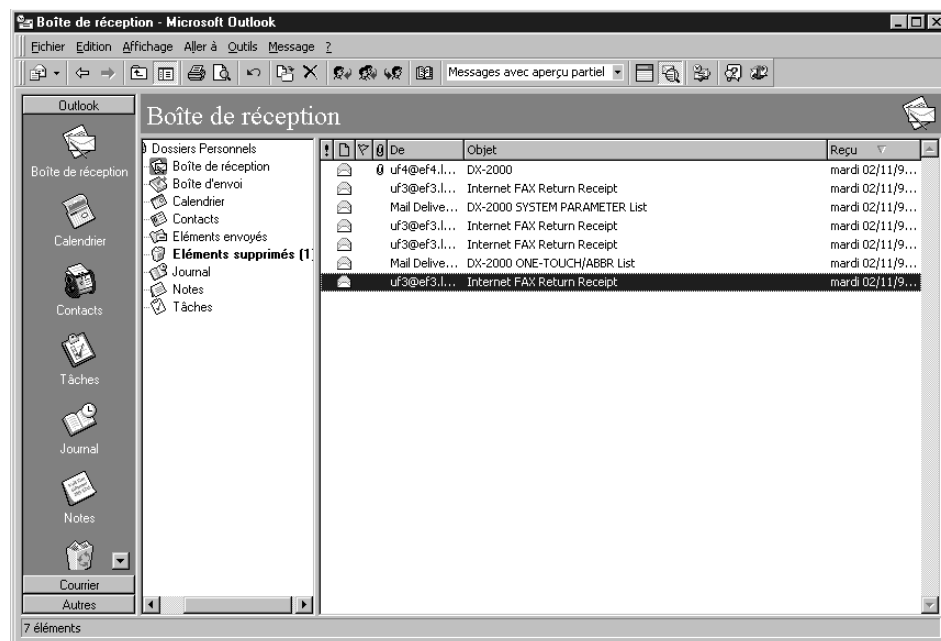 Boîte de réception - Microsoft Outlook
Fichier Edition Affichage Aller à Outils Message ?
Messages avec aperçu partiel
Outlook
Boîte de réception
Calendrier
Contacts
Tâches
Journal
Notes
Courrier
Autres
Boîte de réception
Dossiers Personnels
Boîte de réception
Boîte d'envoi
Calendrier
Contacts
Eléments envoyés
Eléments supprimés (1)
Journal
Notes
Tâches
! De Objet Reçu
uf4@ef4.l... DX-2000 mardi 02/11/9...
uf3@ef3.l... Internet FAX Return Receipt mardi 02/11/9...
Mail Delive... DX-2000 SYSTEM PARAMETER List mardi 02/11/9...
uf3@ef3.l... Internet FAX Return Receipt mardi 02/11/9...
uf3@ef3.l... Internet FAX Return Receipt mardi 02/11/9...
Mail Delive... DX-2000 ONE-TOUCH/ABBR List mardi 02/11/9...
uf3@ef3.l... Internet FAX Return Receipt mardi 02/11/9...
7 éléments